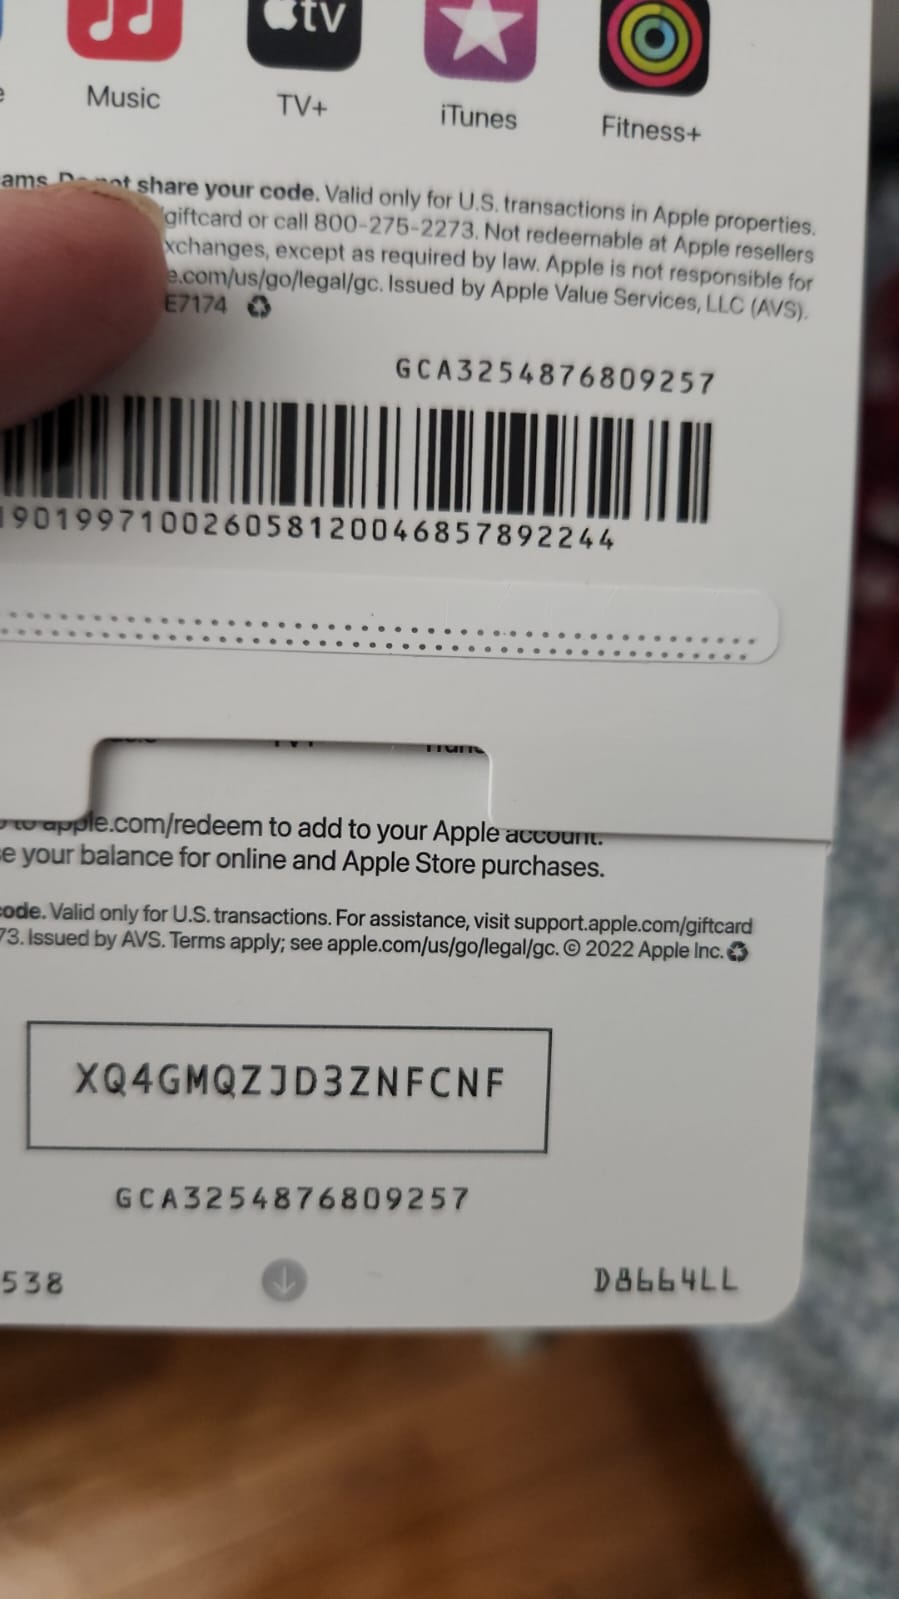 tv
Music
TV+
iTunes
Fitness+
share your code. Valid only for U.S. transactions in Apple properties.
giftcard or call 800-275-2273. Not redeemable at Apple resellers
except as required by law. Apple is not responsible for
.com/us/go/legal/gc. Issued by Apple Value Services, LLC (AVS).
E7174
GCA3254876809257
190199710026058120046857892244
apple.com/redeem to add to your Apple account.
your balance for online and Apple Store purchases.
code. Valid only for U.S. transactions. For assistance, visit support.apple.com/giftcard
73. Issued by AVS. Terms apply; see apple.com/us/go/legal/gc. © 2022 Apple Inc.
XQ4GMQZJD3ZNFCNF
GCA3254876809257
538
D8664LL